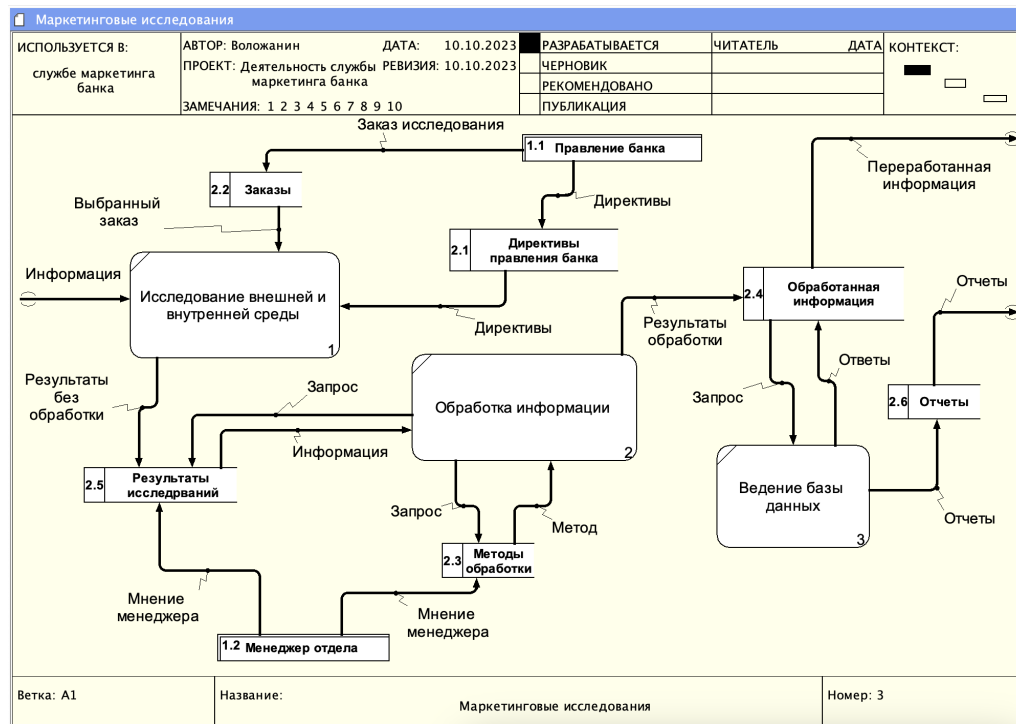 Маркетинговые исследования
ИСПОЛЬЗУЕТСЯ В:
службе маркетинга
банка
АВТОР: Воложанин
ДАТА: 10.10.2023
ПРОЕКТ: Деятельность службы
маркетинга банка
РЕВИЗИЯ: 10.10.2023
ЗАМЕЧАНИЯ: 1 2 3 4 5 6 7 8 9 10
РАЗРАБАТЫВАЕТСЯ
ЧЕРНОВИК
РЕКОМЕНДОВАНО
ПУБЛИКАЦИЯ
ЧИТАТЕЛЬ
ДАТА
КОНТЕКСТ:
Заказ исследования
1.1 Правление банка
Переработанная
информация
2.2 Заказы
Директивы
Выбранный
заказ
2.1 Директивы
правления банка
Информация
Исследование внешней и
внутренней среды
1
Директивы
2.4 Обработанная
информация
Отчеты
Результаты
обработки
Результаты
без
обработки
Запрос
Обработка информации
2
Ответы
Запрос
2.6 Отчеты
Информация
2.5 Результаты
исследрваний
Ведение базы
данных
3
Запрос
Метод
Отчеты
2.3 Методы
обработки
Мнение
менеджера
Мнение
менеджера
1.2 Менеджер отдела
Ветка: A1
Название:
Маркетинговые исследования
Номер: 3